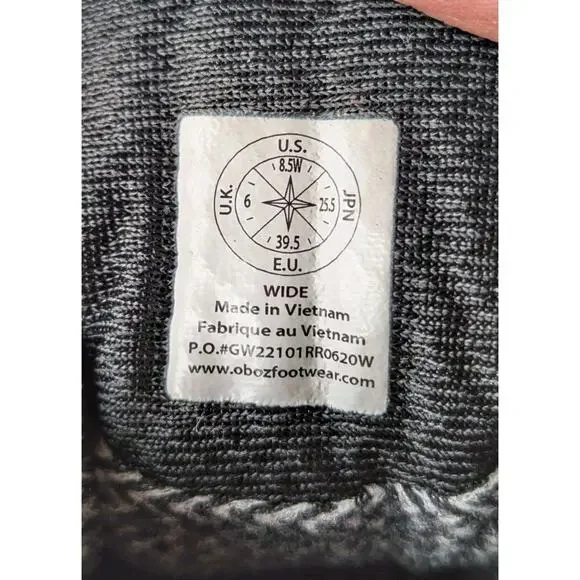 U.S.
8.5W
U.K.
6
25.5
JPN
39.5
E.U.
WIDE
Made in Vietnam
Fabrique au Vietnam
P.O.#GW22101RR0620W
www.obozfootwear.com